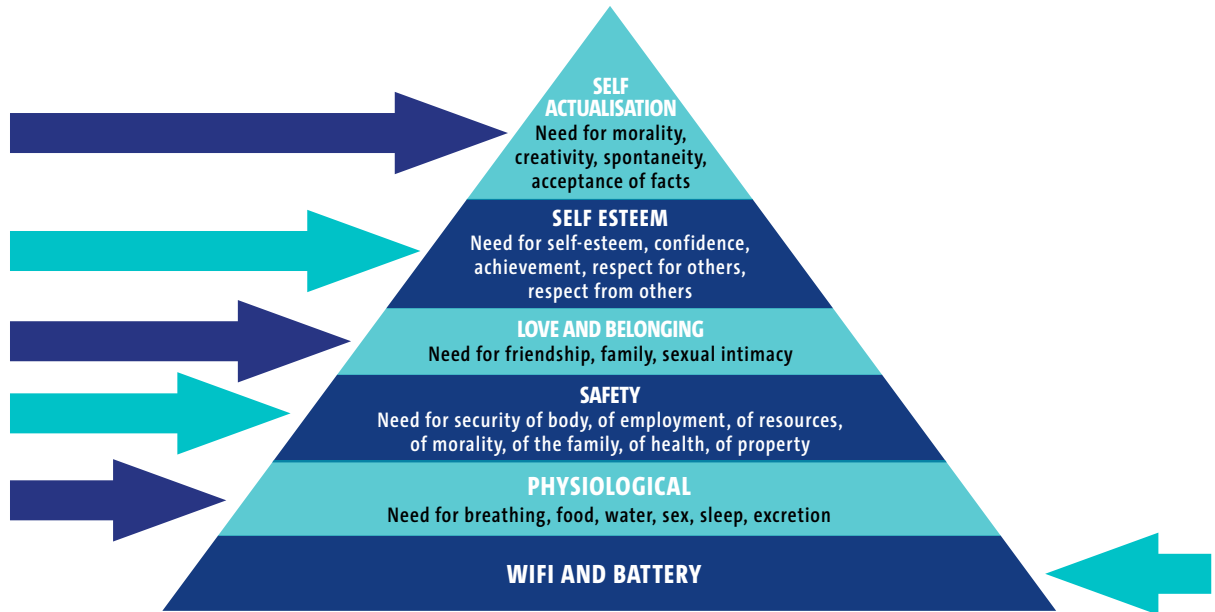 SELF
ACTUALISATION
Need for morality,
creativity, spontaneity,
acceptance of facts
SELF ESTEEM
Need for self-esteem, confidence,
achievement, respect for others,
respect from others
LOVE AND BELONGING
Need for friendship, family, sexual intimacy
SAFETY
Need for security of body, of employment, of resources,
of morality, of the family, of health, of property
PHYSIOLOGICAL
Need for breathing, food, water, sex, sleep, excretion
WIFI AND BATTERY